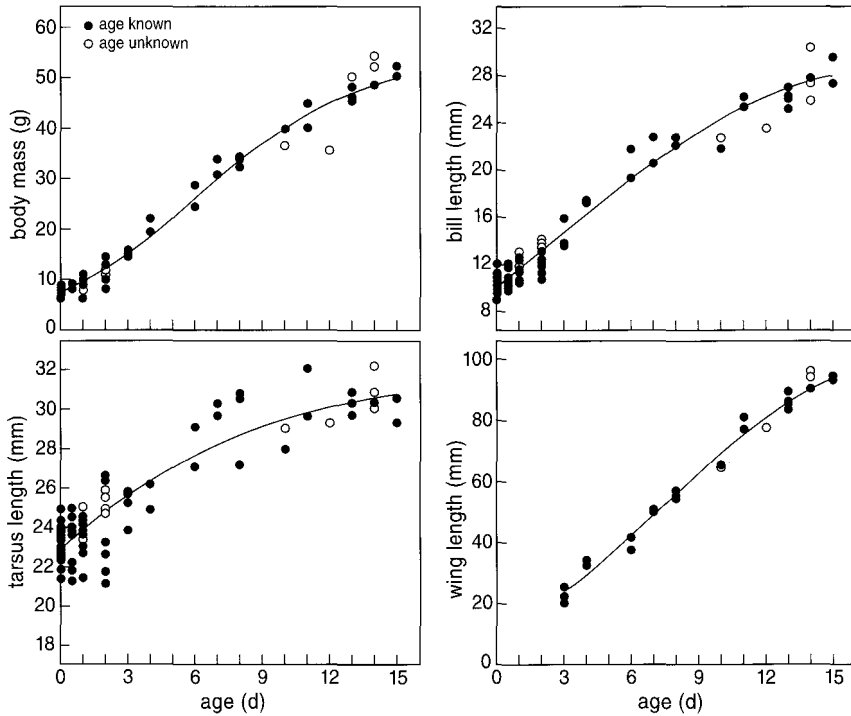 age known
age unknown
60
50
40
30
20
10
0
body mass (g)
32
28
24
20
16
12
8
bill length (mm)
32
30
28
26
24
22
20
18
tarsus length (mm)
0 3 6 9 12 15
age (d)
100
80
60
40
20
0
wing length (mm)
0 3 6 9 12 15
age (d)